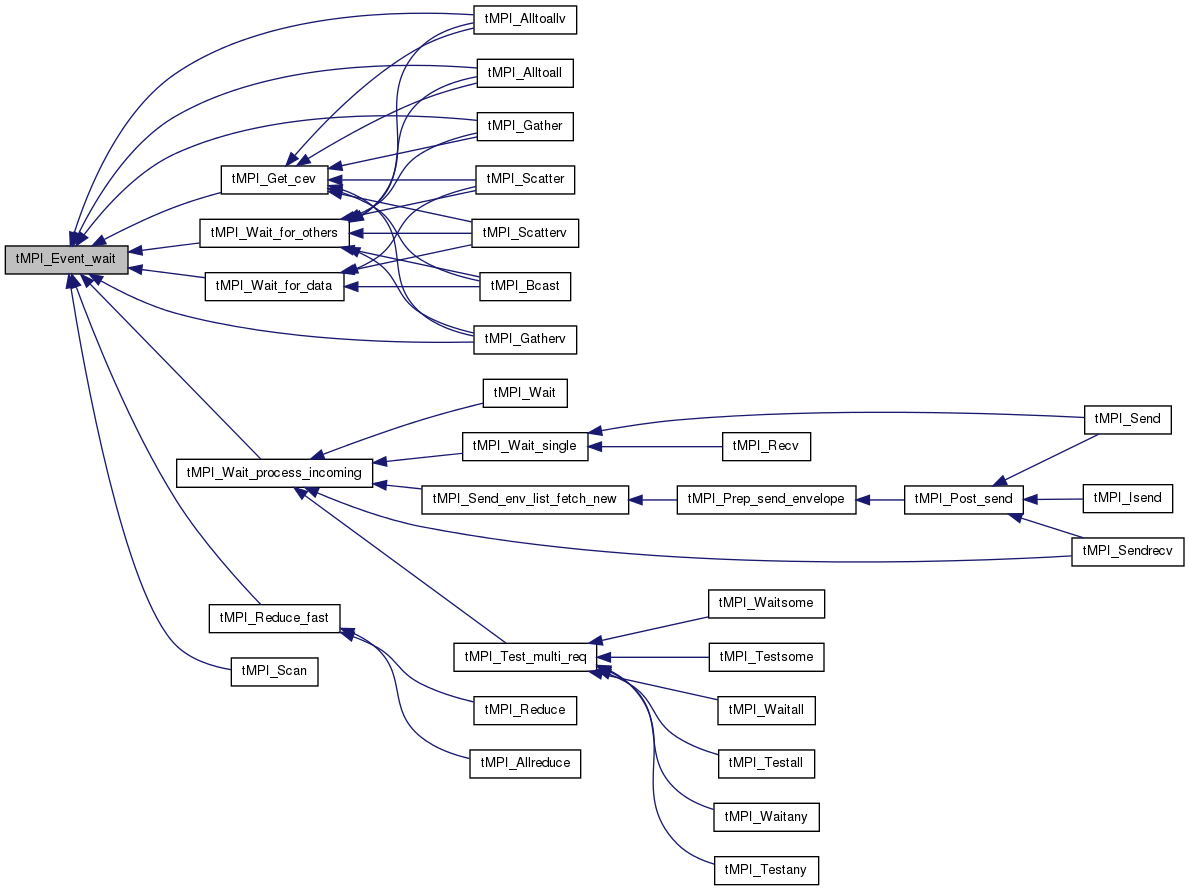 tMPI_Alltoallv
tMPI_Alltoall
tMPI_Gather
tMPI_Get_cev
tMPI_Scatter
tMPI_Wait_for_others
tMPI_Scatterv
tMPI_Event_wait
tMPI_Wait_for_data
tMPI_Bcast
tMPI_Gatherv
tMPI_Wait
tMPI_Send
tMPI_Wait_single
tMPI_Recv
tMPI_Wait_process_incoming
tMPI_Send_env_list_fetch_new
tMPI_Prep_send_envelope
tMPI_Post_send
tMPI_Isend
tMPI_Sendrecv
tMPI_Waitsome
tMPI_Reduce_fast
tMPI_Test_multi_req
tMPI_Testsome
tMPI_Scan
tMPI_Reduce
tMPI_Waitall
tMPI_Allreduce
tMPI_Testall
tMPI_Waitany
tMPI_Testany